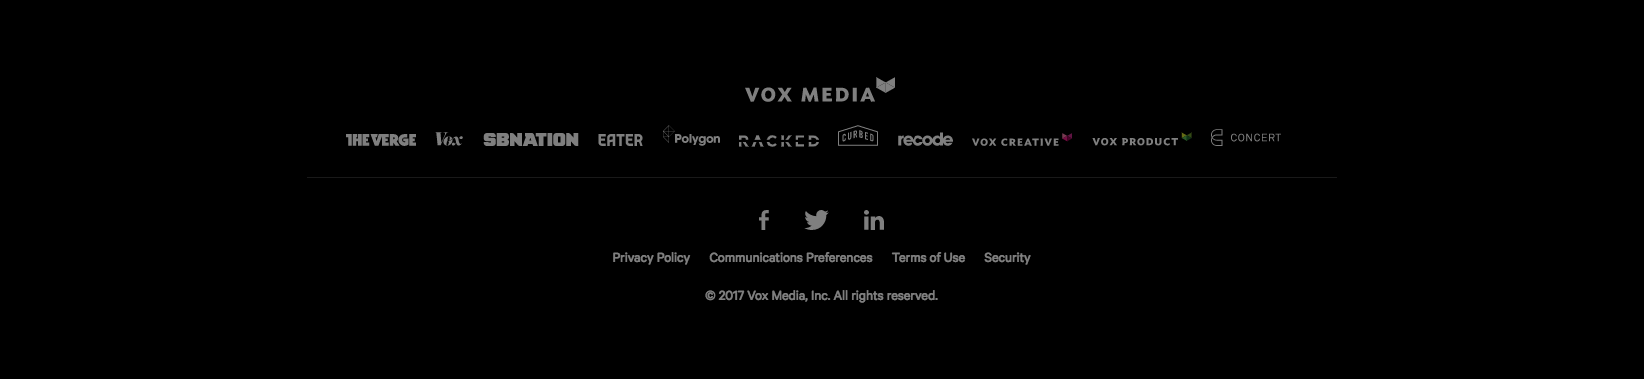 VOX MEDIA
THE VERGE Vox SBNATION EATER Polygon RACKED CURBED recode VOX CREATIVE VOX PRODUCT CONCERT
f in
Privacy Policy Communications Preferences Terms of Use Security
© 2017 Vox Media, Inc. All rights reserved.